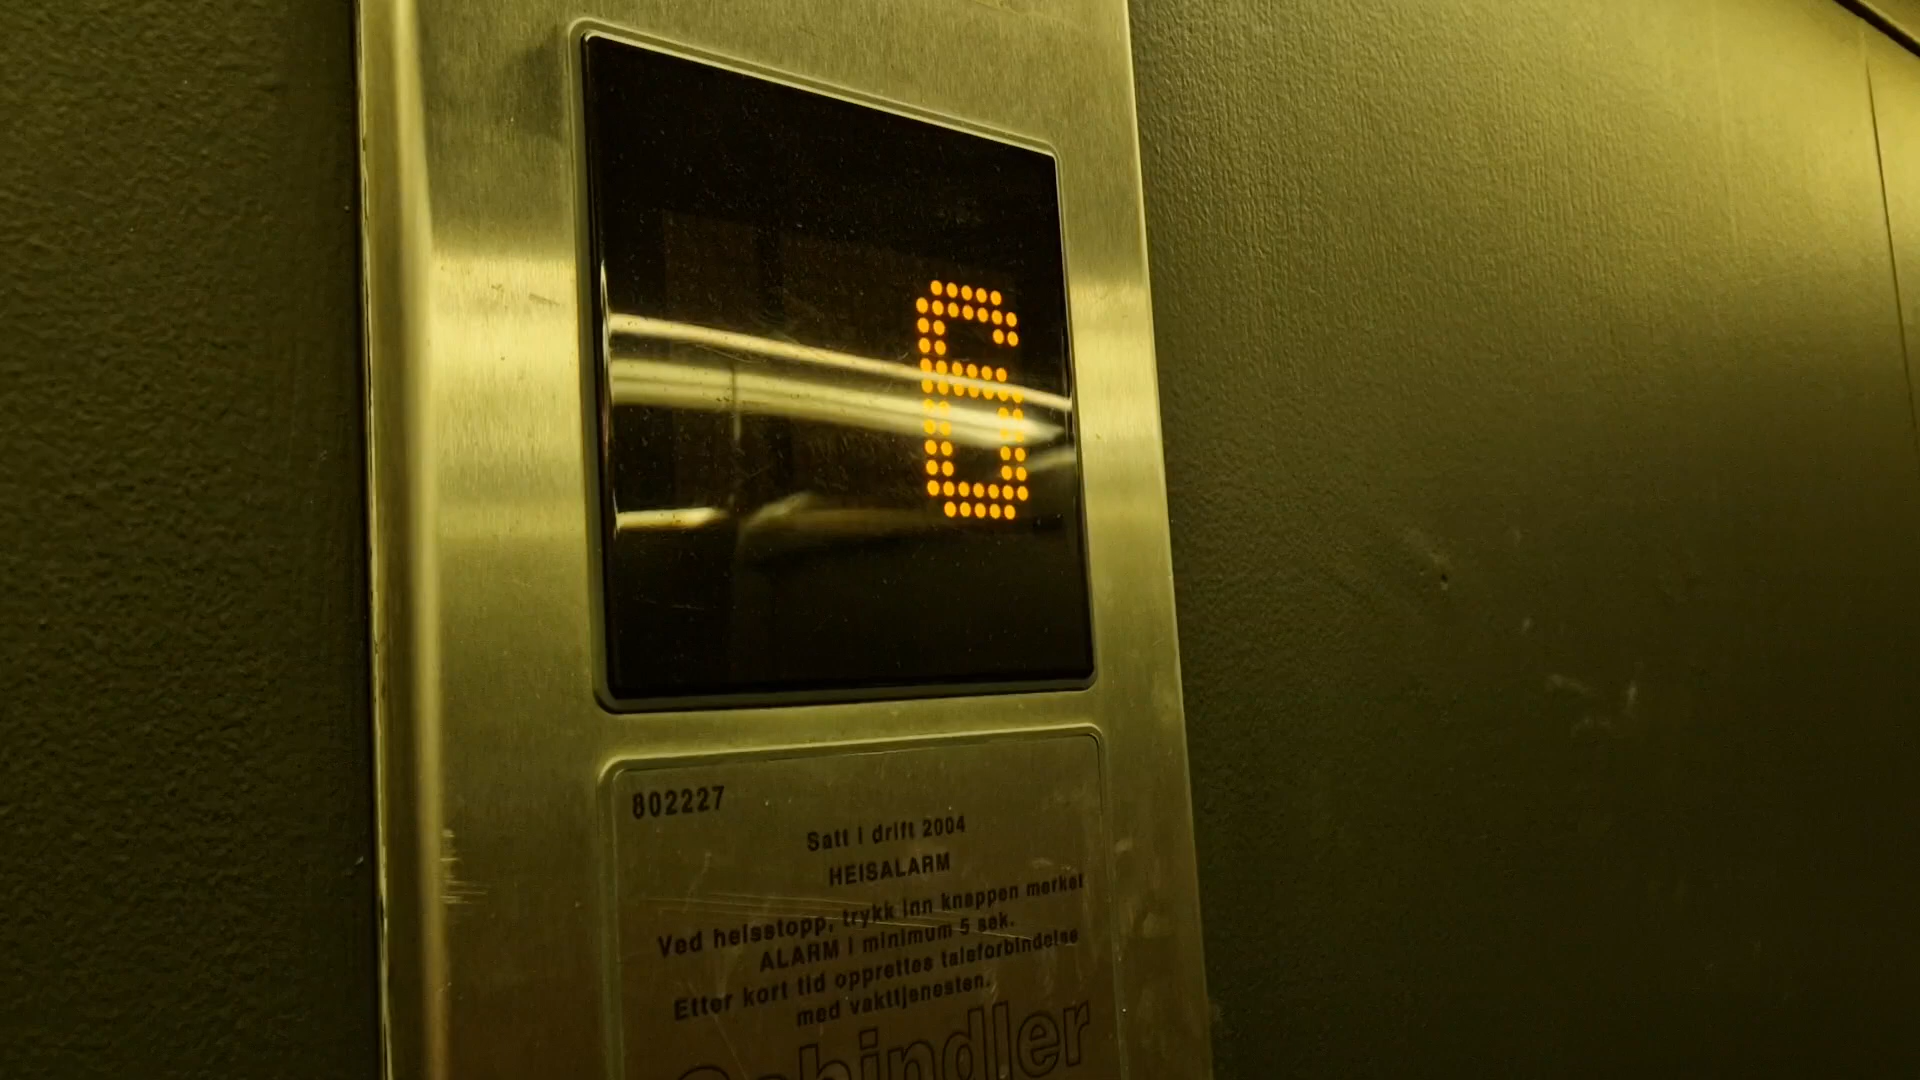 6
802227
Satt i drift 2004
HEISALARM
Ved heisstopp, trykk inn knappen merket
ALARM i minimum 5 sek.
Etter kort tid opprettes taleforbindelse
med vakttjenesten.
Schindler